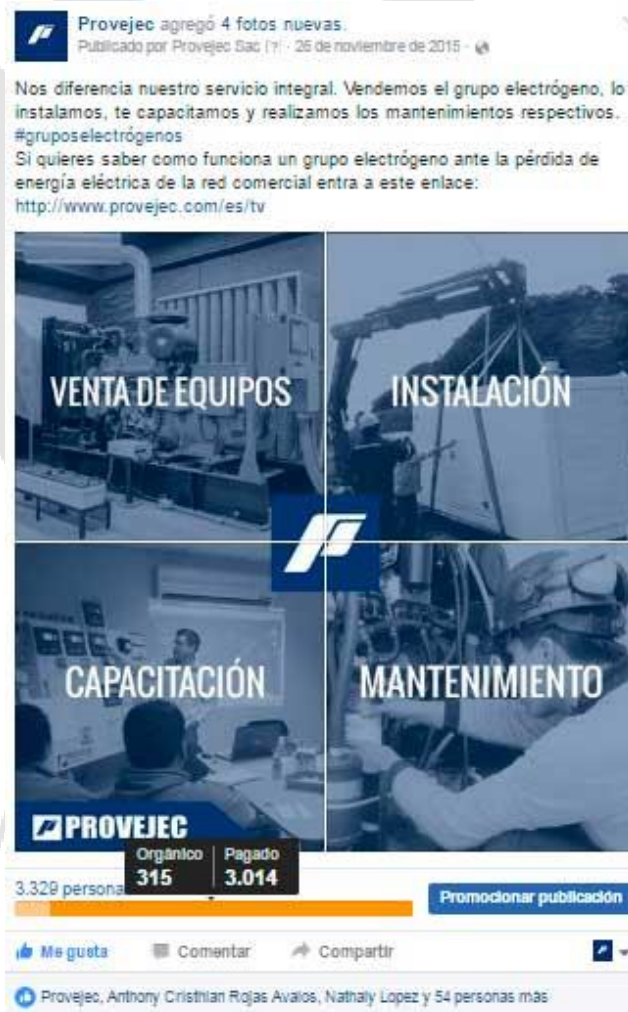 Provejec agregó 4 fotos nuevas.
Publicado por Provejec Sac [?] · 26 de noviembre de 2015 ·
Nos diferencia nuestro servicio integral. Vendemos el grupo electrógeno, lo
instalamos, te capacitamos y realizamos los mantenimientos respectivos.
#gruposelectrógenos
Si quieres saber como funciona un grupo electrógeno ante la pérdida de
energía eléctrica de la red comercial entra a este enlace:
http://www.provejec.com/es/tv
VENTA DE EQUIPOS
INSTALACIÓN
CAPACITACIÓN
MANTENIMIENTO
PROVEJEC
Orgánico Pagado
315 3.014
3.329 persona
Promocionar publicación
Me gusta Comentar Compartir
Provejec, Anthony Cristhian Rojas Avalos, Nathaly Lopez y 54 personas más